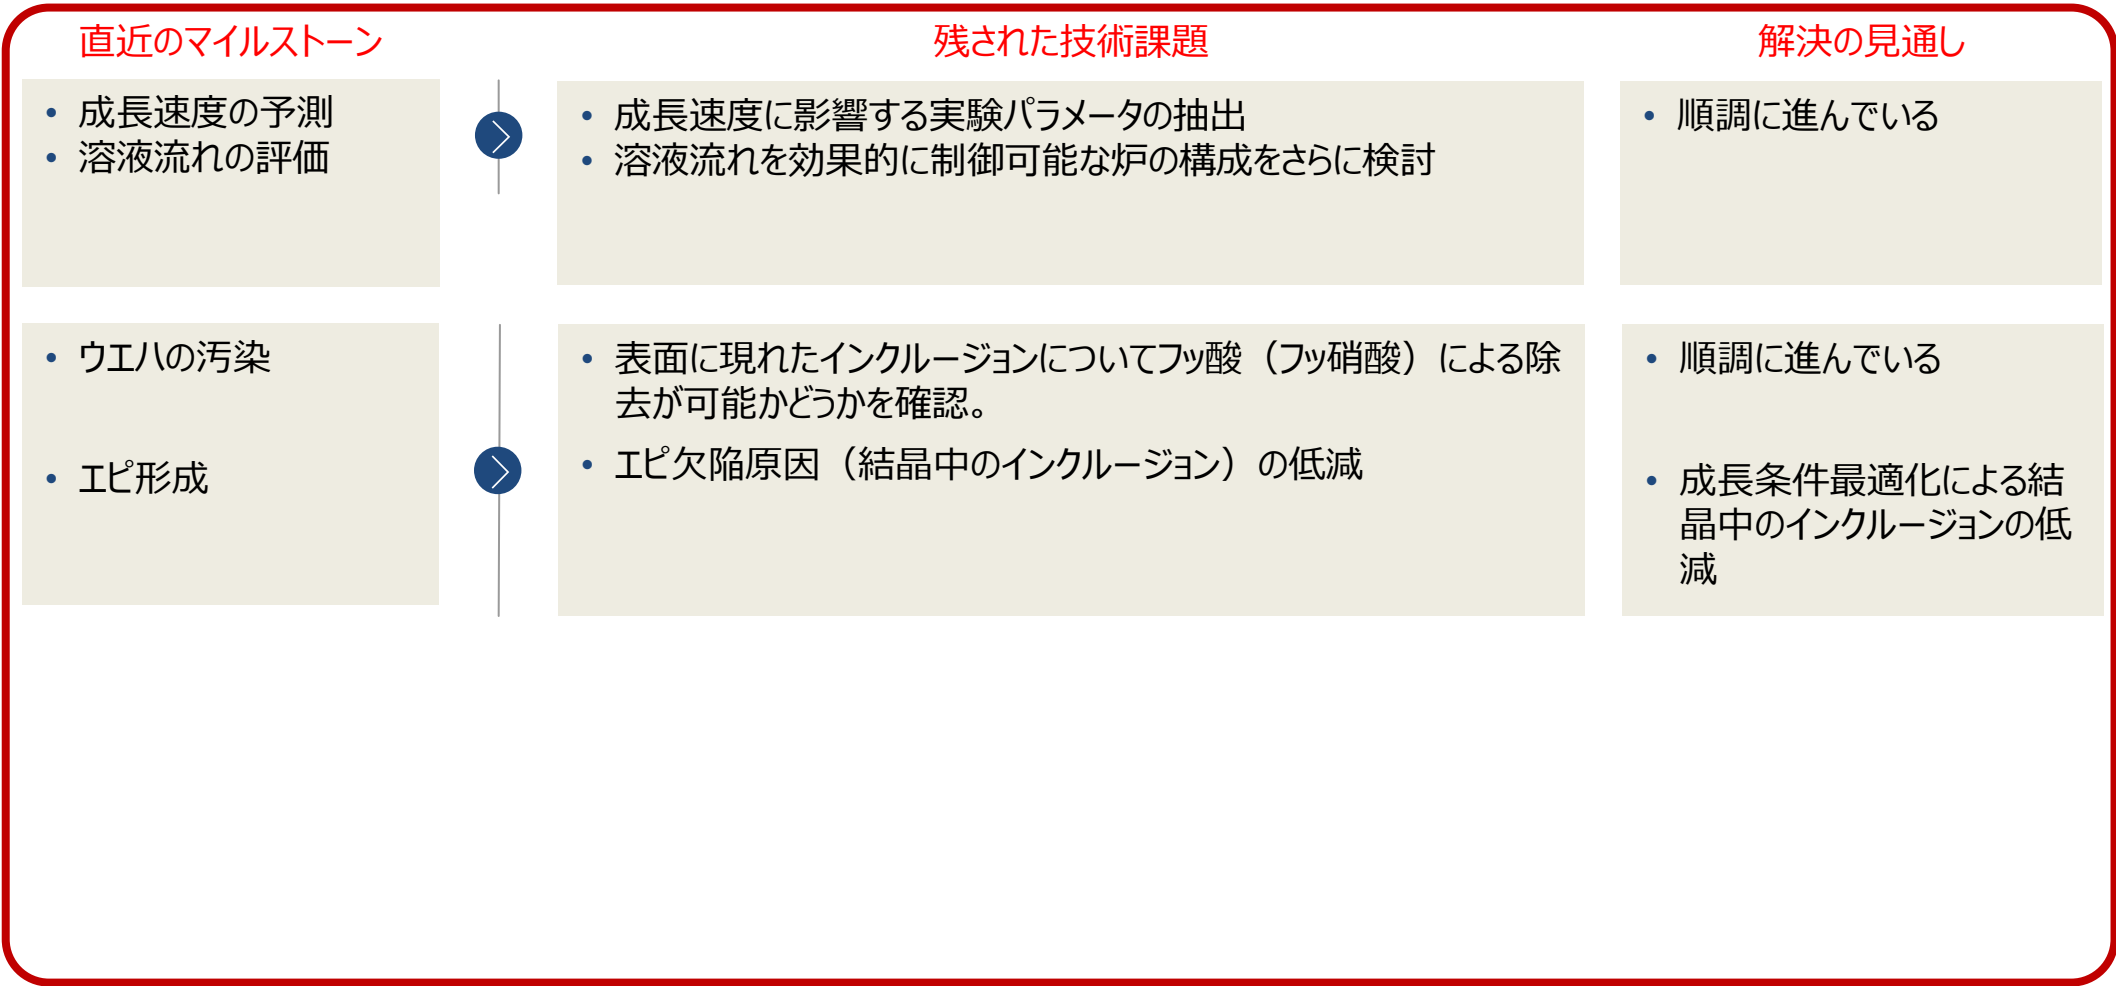 直近のマイルストーン
残された技術課題
解決の見通し
• 成長速度の予測
• 溶液流れの評価
• 成長速度に影響する実験パラメータの抽出
• 溶液流れを効果的に制御可能な炉の構成をさらに検討
• 順調に進んでいる
• ウエハの汚染
• エピ形成
• 表面に現れたインクルージョンについてフッ酸（フッ硝酸）による除
去が可能かどうかを確認。
• エピ欠陥原因（結晶中のインクルージョン）の低減
• 順調に進んでいる
• 成長条件最適化による結
晶中のインクルージョンの低
減